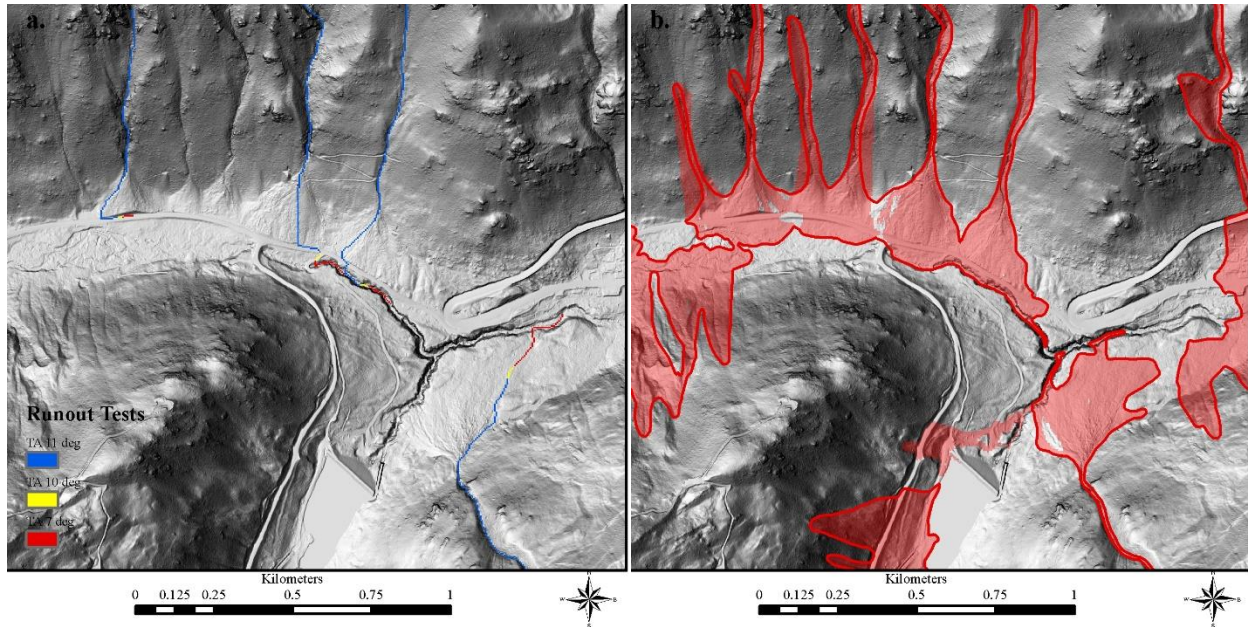 a.
Runout Tests
TA 11 deg
TA 10 deg
TA 7 deg
Kilometers
0 0.125 0.25 0.5 0.75 1
N
W E
S
b.
Kilometers
0 0.125 0.25 0.5 0.75 1
N
W E
S